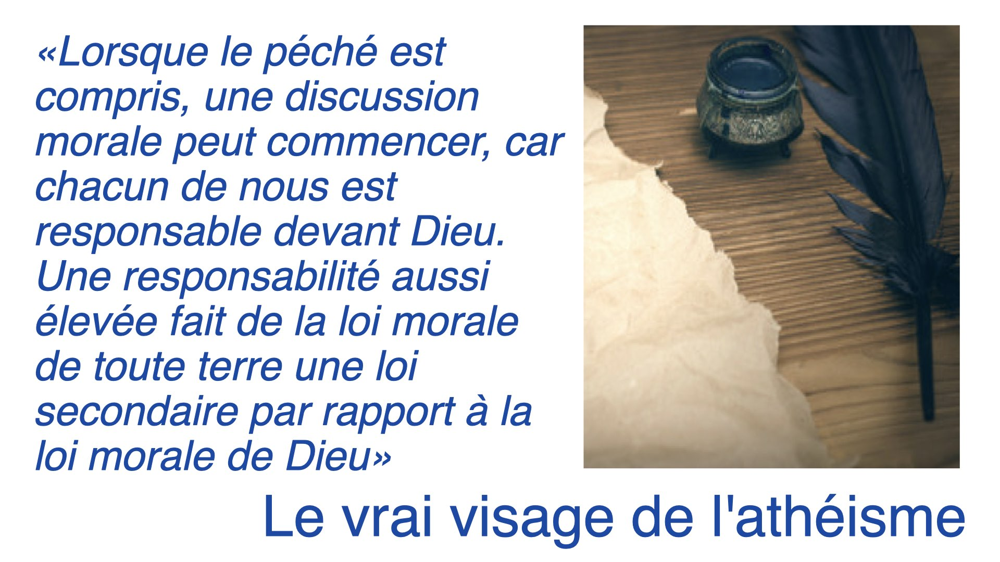 «Lorsque le péché est
compris, une discussion
morale peut commencer, car
chacun de nous est
responsable devant Dieu.
Une responsabilité aussi
élevée fait de la loi morale
de toute terre une loi
secondaire par rapport à la
loi morale de Dieu»
Le vrai visage de l'athéisme